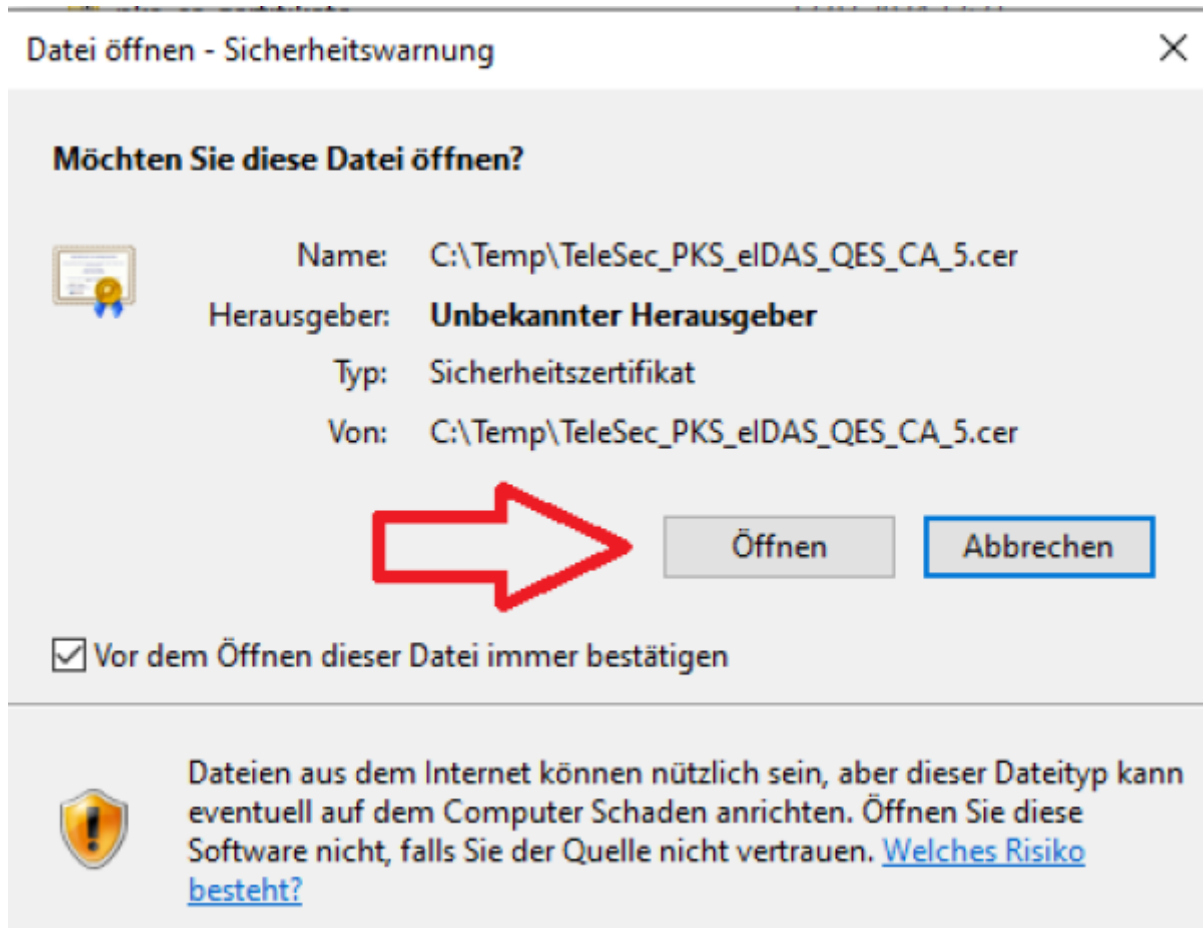 Datei öffnen - Sicherheitswarnung
Möchten Sie diese Datei öffnen?
Name: C:\Temp\TeleSec_PKS_eIDAS_QES_CA_5.cer
Herausgeber: Unbekannter Herausgeber
Typ: Sicherheitszertifikat
Von: C:\Temp\TeleSec_PKS_eIDAS_QES_CA_5.cer
Öffnen Abbrechen
Vor dem Öffnen dieser Datei immer bestätigen
Dateien aus dem Internet können nützlich sein, aber dieser Dateityp kann
eventuell auf dem Computer Schaden anrichten. Öffnen Sie diese
Software nicht, falls Sie der Quelle nicht vertrauen. Welches Risiko
besteht?